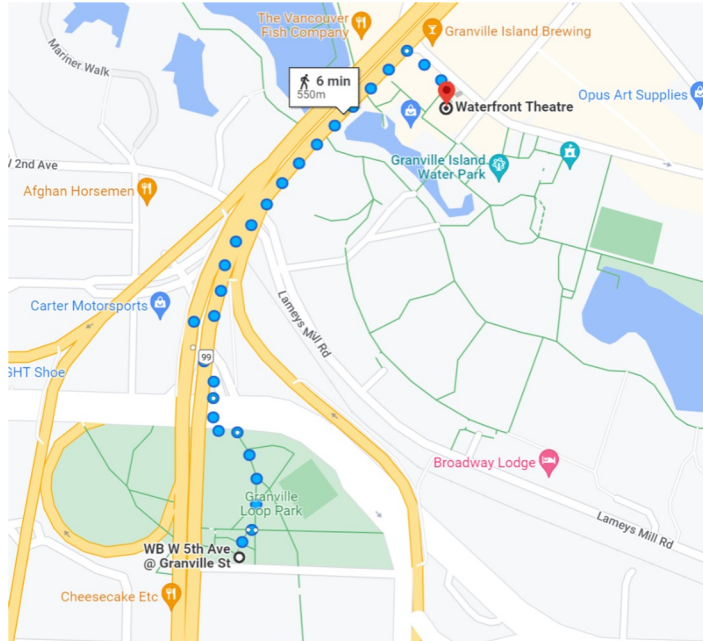 The Vancouver
Fish Company
Granville Island Brewing
Mariner Walk
6 min
550m
Waterfront Theatre
Opus Art Supplies
W 2nd Ave
Granville Island
Water Park
Afghan Horsemen
Carter Motorsports
Lameys Mill Rd
99
GHT Shoe
Broadway Lodge
Granville
Loop Park
Lameys Mill Rd
WB W 5th Ave
@ Granville St
Cheesecake Etc